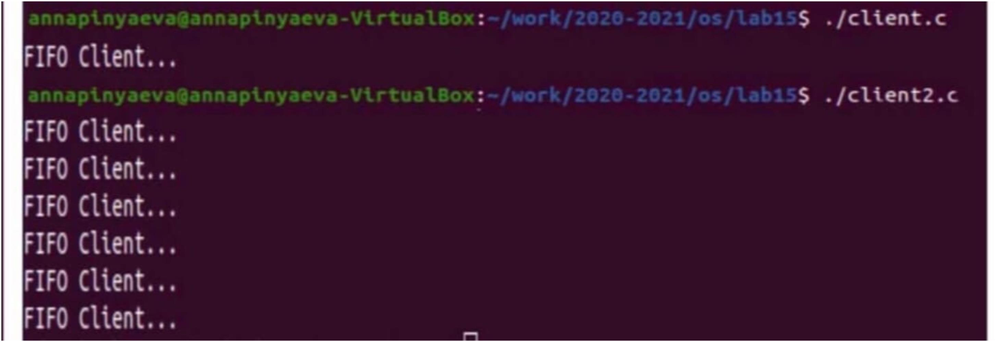 annapinyaeva@annapinyaeva-VirtualBox:~/work/2020-2021/os/lab15$ ./client.c
FIFO Client...
annapinyaeva@annapinyaeva-VirtualBox:~/work/2020-2021/os/lab15$ ./client2.c
FIFO Client...
FIFO Client...
FIFO Client...
FIFO Client...
FIFO Client...
FIFO Client...